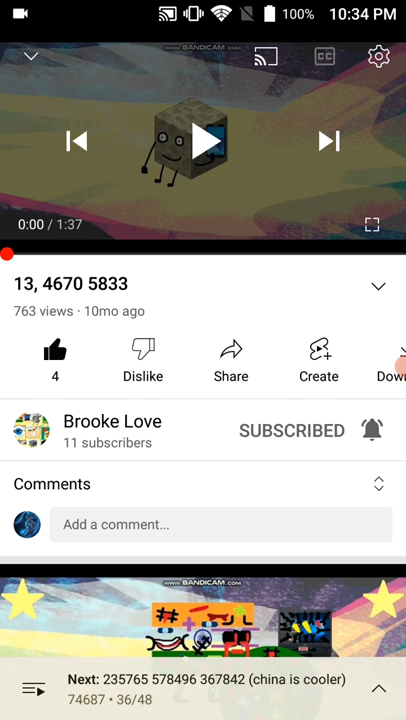 100% 10:34 PM
www.BANDICAM.com
CC
0:00 / 1:37
13, 4670 5833
763 views · 10mo ago
4 Dislike Share Create Down
Brooke Love SUBSCRIBED
11 subscribers
Comments
Add a comment...
www.BANDICAM.com
Next: 235765 578496 367842 (china is cooler)
74687 • 36/48